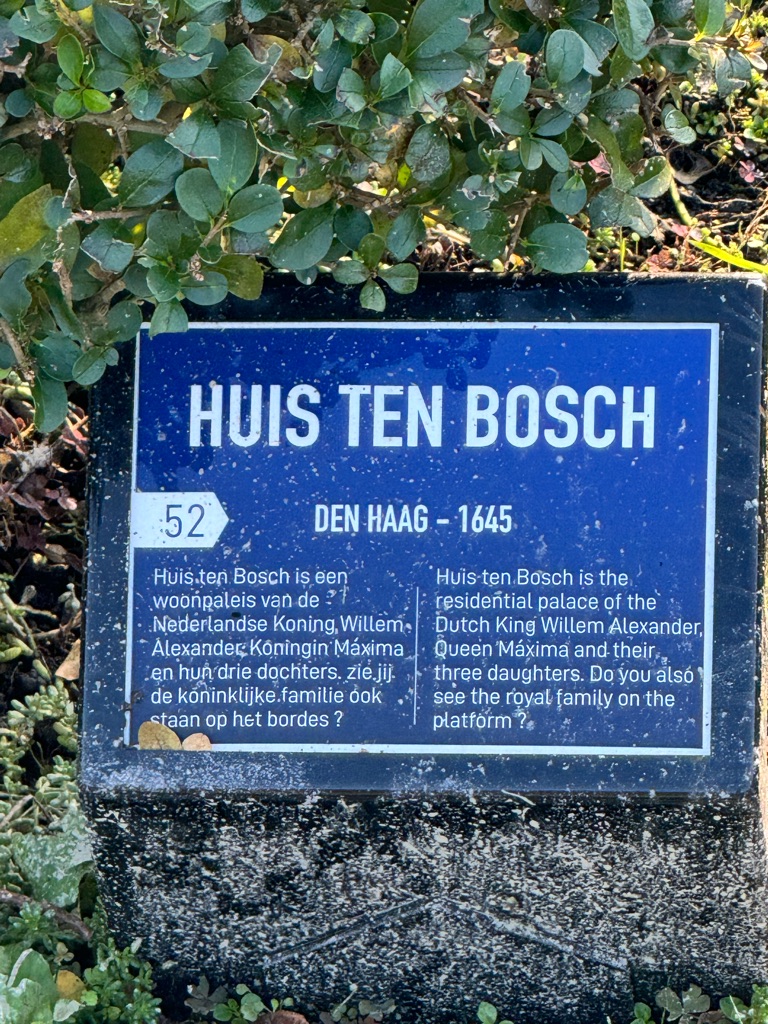 HUIS TEN BOSCH
52
DEN HAAG - 1645
Huis ten Bosch is een
woonpaleis van de
Nederlandse Koning Willem
Alexander, Koningin Máxima
en hun drie dochters. zie jij
de koninklijke familie ook
staan op het bordes ?
Huis ten Bosch is the
residential palace of the
Dutch King Willem Alexander,
Queen Máxima and their
three daughters. Do you also
see the royal family on the
platform ?